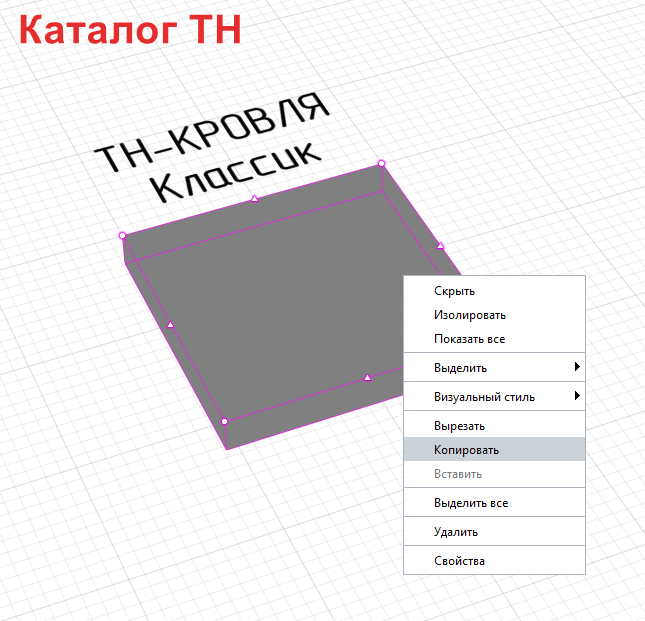 Каталог ТН
ТН-КРОВЛЯ
Классик
Скрыть
Изолировать
Показать все
Выделить
Визуальный стиль
Вырезать
Копировать
Вставить
Выделить все
Удалить
Свойства